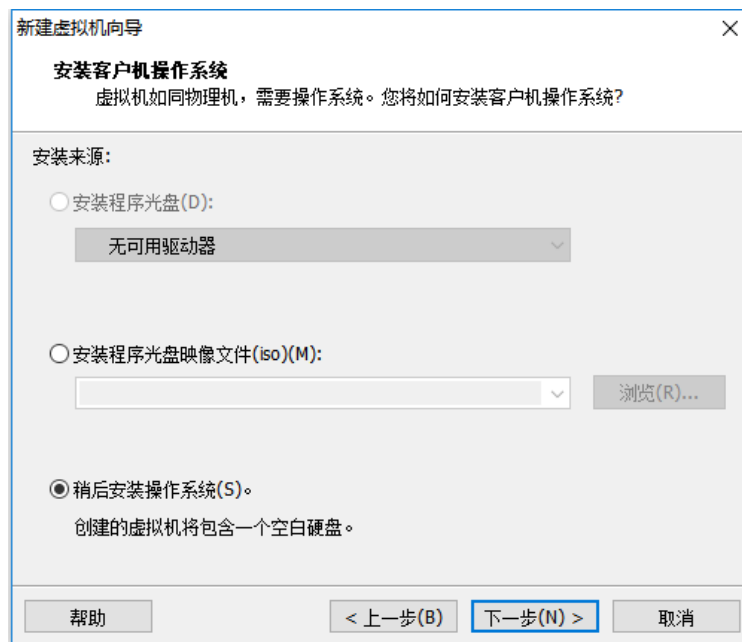 新建虚拟机向导
安装客户机操作系统
虚拟机如同物理机，需要操作系统。您将如何安装客户机操作系统?
安装来源:
安装程序光盘(D):
无可用驱动器
安装程序光盘映像文件(iso)(M):
浏览(R)...
稍后安装操作系统(S)。
创建的虚拟机将包含一个空白硬盘。
帮助
< 上一步(B)
下一步(N) >
取消